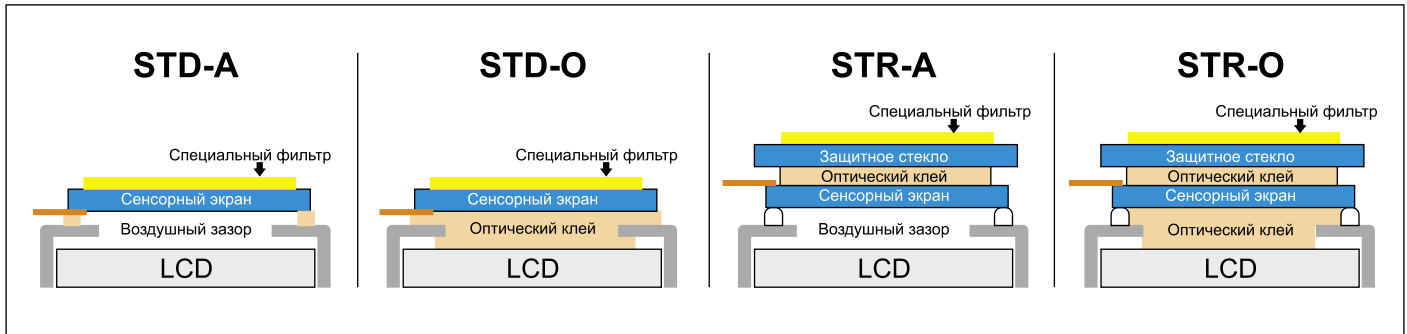 STD-A
Специальный фильтр
Сенсорный экран
Воздушный зазор
LCD
STD-O
Специальный фильтр
Сенсорный экран
Оптический клей
LCD
STR-A
Специальный фильтр
Защитное стекло
Оптический клей
Сенсорный экран
Воздушный зазор
LCD
STR-O
Специальный фильтр
Защитное стекло
Оптический клей
Сенсорный экран
Оптический клей
LCD